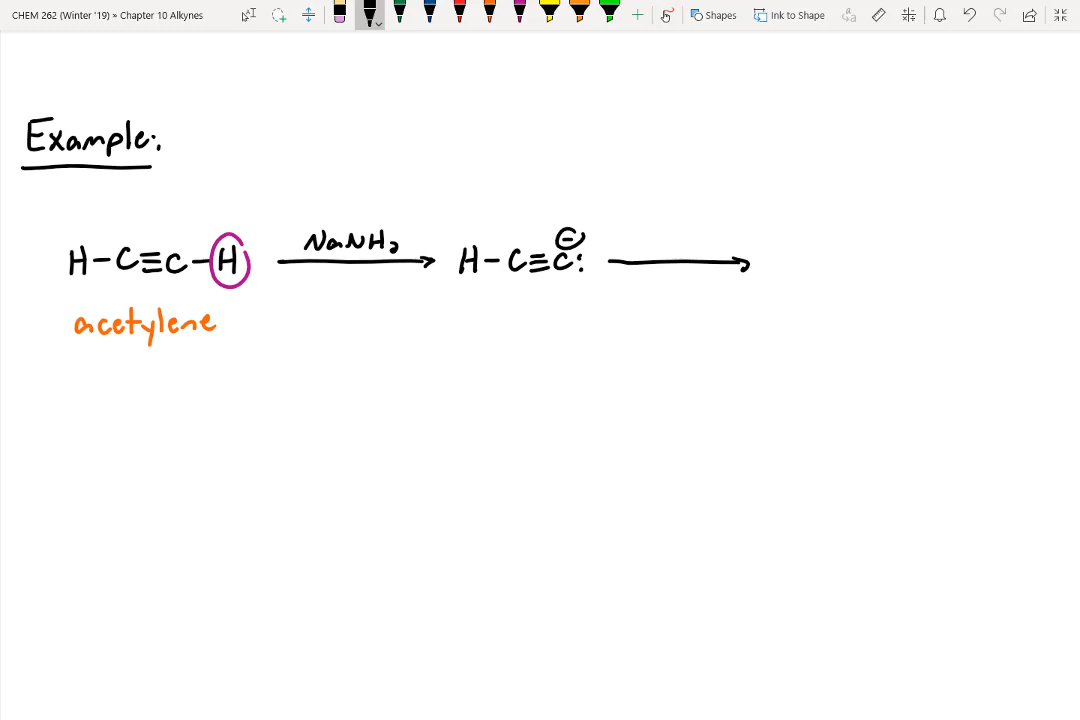 CHEM 262 (Winter '19) » Chapter 10 Alkynes
Shapes
Ink to Shape
Example:
H-C≡C-H NaNH₂ H-C≡C:⊖
acetylene